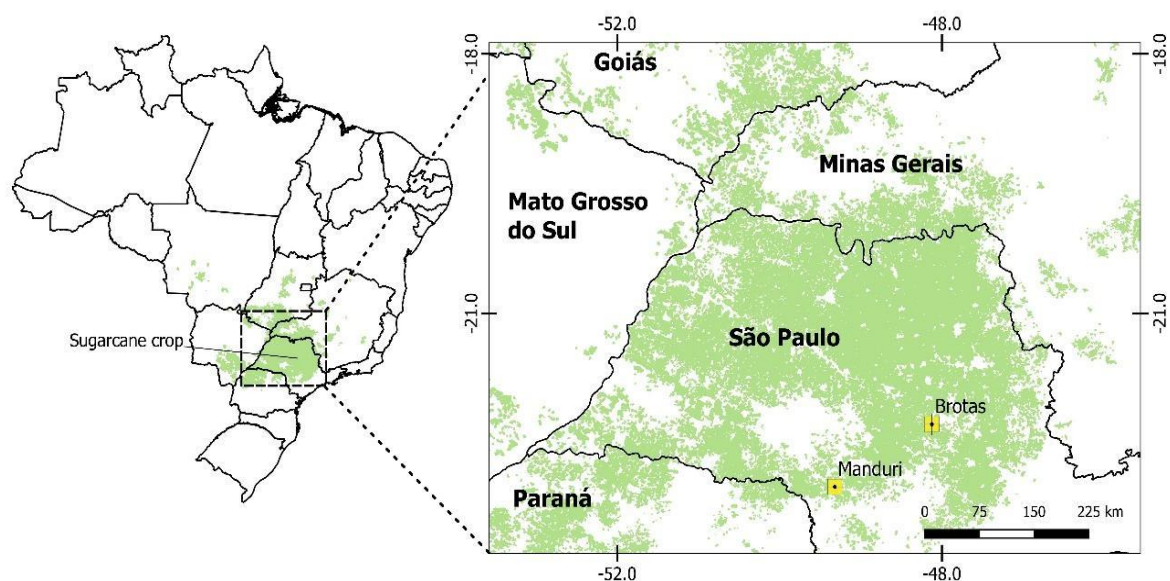 -52.0
-48.0
-18.0
-18.0
Goiás
Minas Gerais
Mato Grosso
do Sul
-21.0
-21.0
Sugarcane crop
São Paulo
Brotas
Manduri
Paraná
0 75 150 225 km
-52.0
-48.0